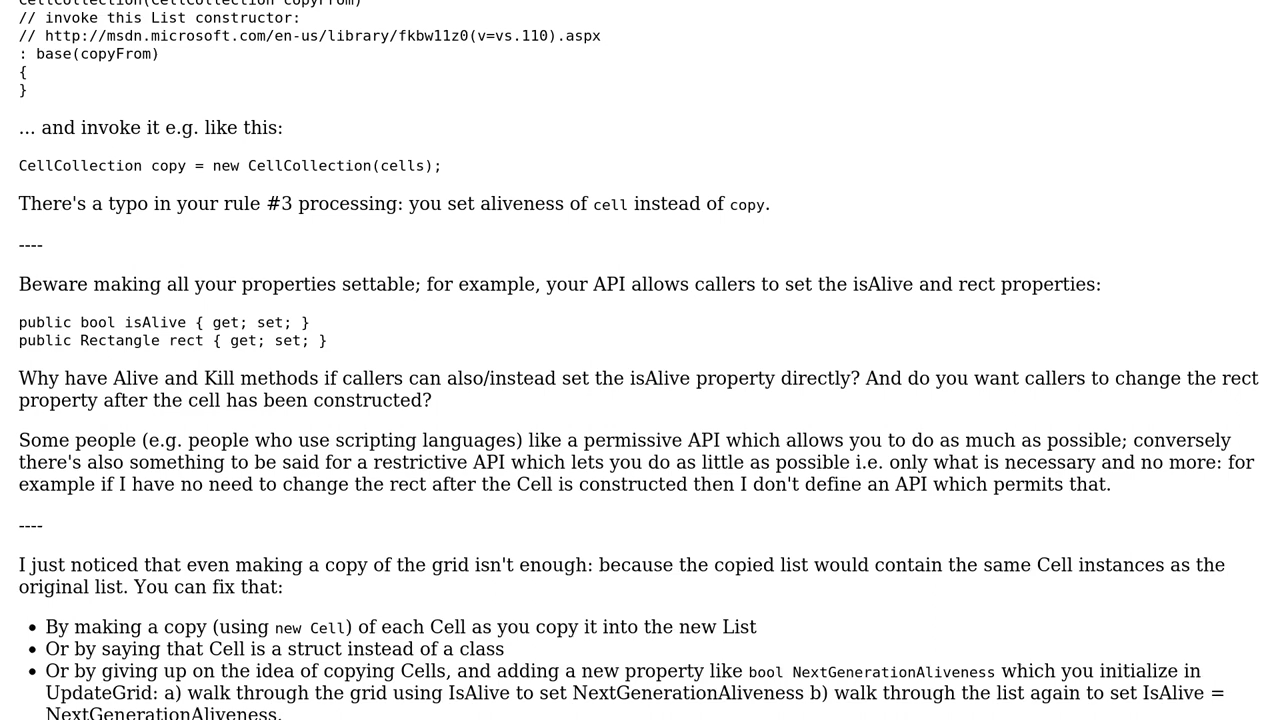 CellCollection(CellCollection copyFrom)
// invoke this List constructor:
// http://msdn.microsoft.com/en-us/library/fkbw11z0(v=vs.110).aspx
: base(copyFrom)
{
}
... and invoke it e.g. like this:
CellCollection copy = new CellCollection(cells);
There's a typo in your rule #3 processing: you set aliveness of cell instead of copy.
----
Beware making all your properties settable; for example, your API allows callers to set the isAlive and rect properties:
public bool isAlive { get; set; }
public Rectangle rect { get; set; }
Why have Alive and Kill methods if callers can also/instead set the isAlive property directly? And do you want callers to change the rect
property after the cell has been constructed?
Some people (e.g. people who use scripting languages) like a permissive API which allows you to do as much as possible; conversely
there's also something to be said for a restrictive API which lets you do as little as possible i.e. only what is necessary and no more: for
example if I have no need to change the rect after the Cell is constructed then I don't define an API which permits that.
----
I just noticed that even making a copy of the grid isn't enough: because the copied list would contain the same Cell instances as the
original list. You can fix that:
• By making a copy (using new Cell) of each Cell as you copy it into the new List
• Or by saying that Cell is a struct instead of a class
• Or by giving up on the idea of copying Cells, and adding a new property like bool NextGenerationAliveness which you initialize in
UpdateGrid: a) walk through the grid using IsAlive to set NextGenerationAliveness b) walk through the list again to set IsAlive =
NextGenerationAliveness.